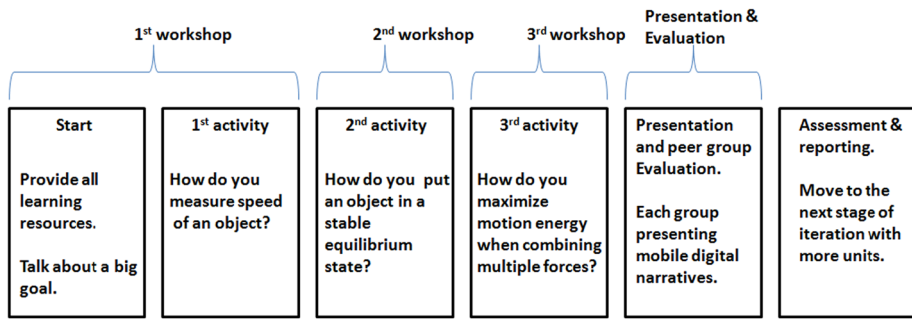 1st workshop
2nd workshop
3rd workshop
Presentation &
Evaluation
Start
Provide all
learning
resources.
Talk about a big
goal.
1st activity
How do you
measure speed
of an object?
2nd activity
How do you put
an object in a
stable
equilibrium
state?
3rd activity
How do you
maximize
motion energy
when combining
multiple forces?
Presentation
and peer group
Evaluation.
Each group
presenting
mobile digital
narratives.
Assessment &
reporting.
Move to the
next stage of
iteration with
more units.